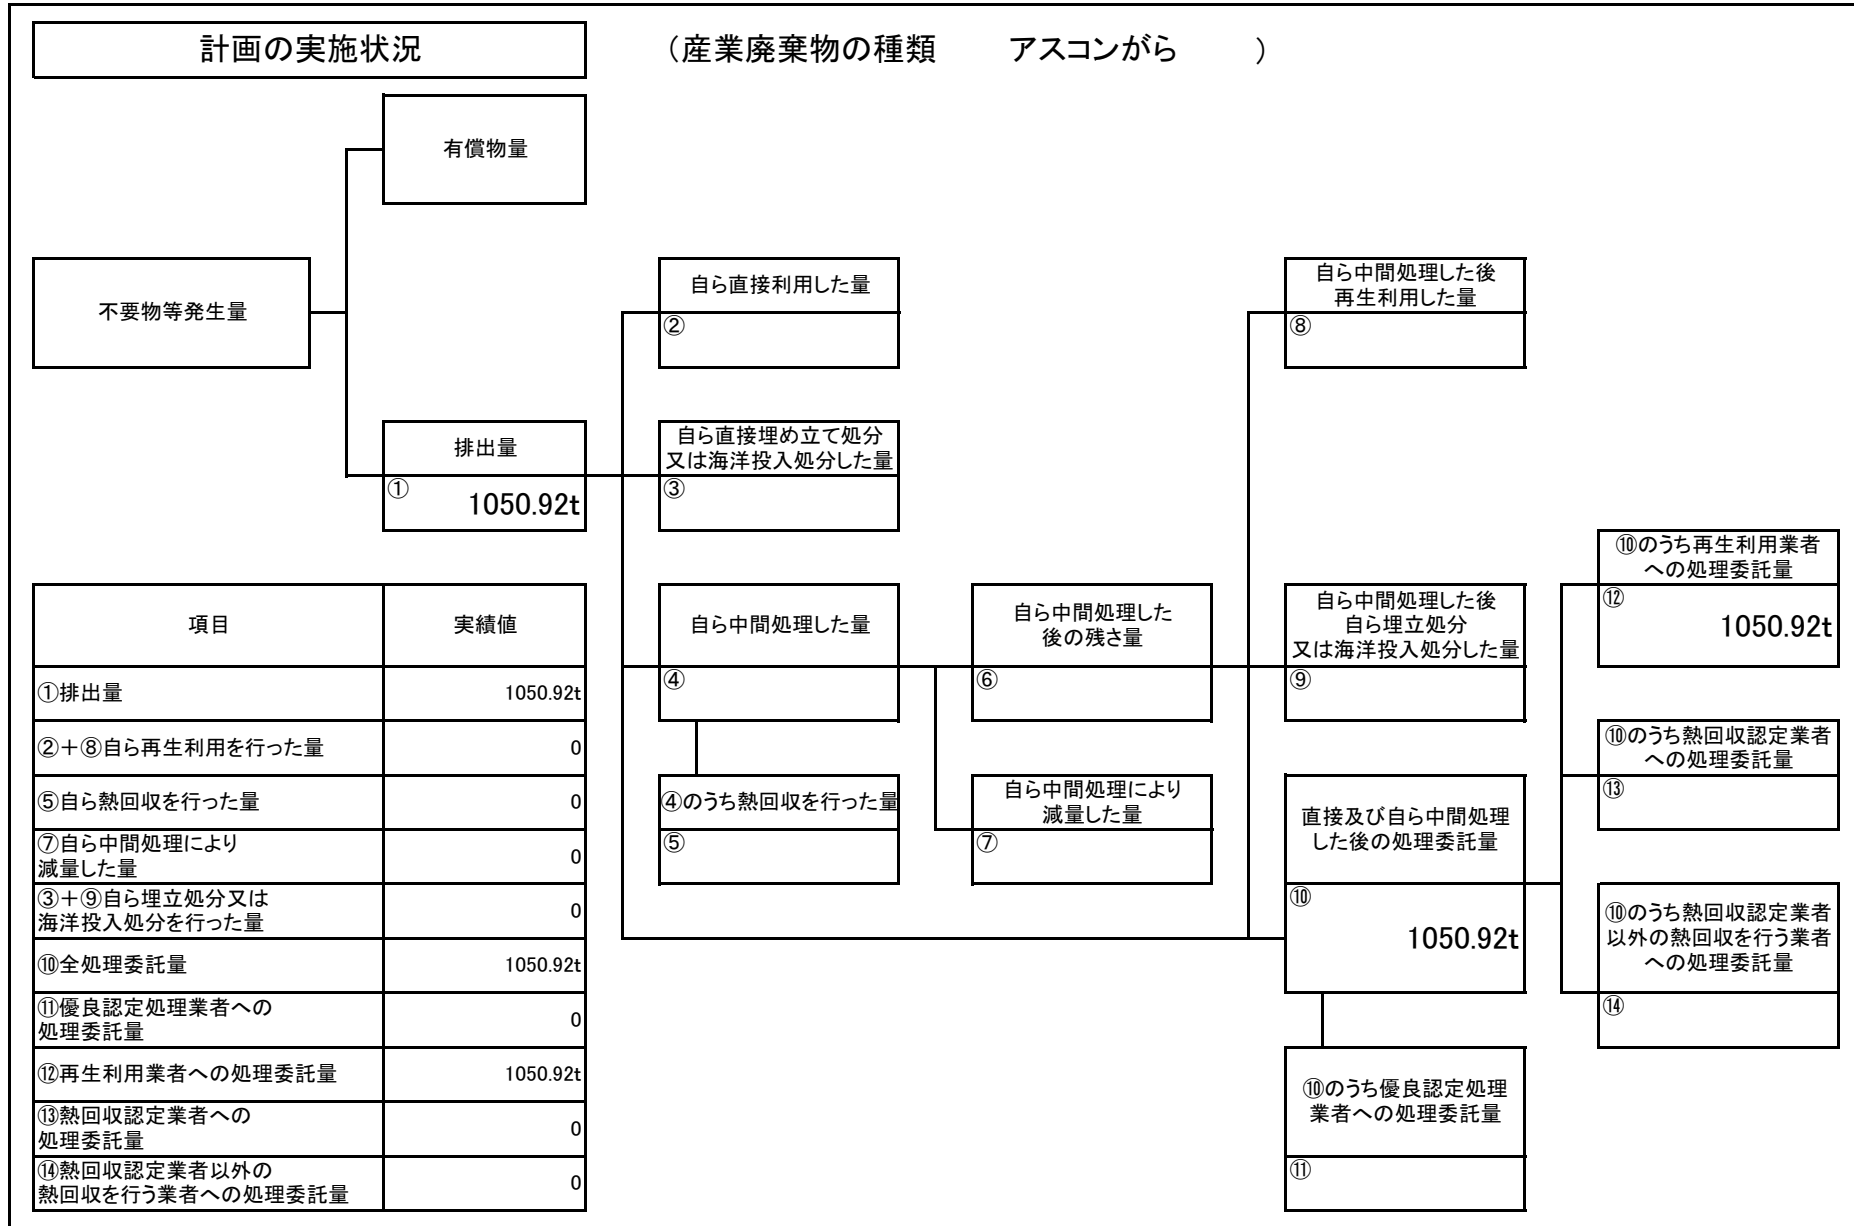 計画の実施状況
（産業廃棄物の種類　　アスコンがら　　）
有償物量
不要物等発生量
自ら直接利用した量
②
自ら中間処理した後
再生利用した量
⑧
排出量
①
1050.92t
自ら直接埋め立て処分
又は海洋投入処分した量
③
⑩のうち再生利用業者
への処理委託量
⑫
1050.92t
自ら中間処理した量
④
自ら中間処理した
後の残さ量
⑥
自ら中間処理した後
自ら埋立処分
又は海洋投入処分した量
⑨
⑩のうち熱回収認定業者
への処理委託量
⑬
④のうち熱回収を行った量
⑤
自ら中間処理により
減量した量
⑦
直接及び自ら中間処理
した後の処理委託量
⑩
1050.92t
⑩のうち熱回収認定業者
以外の熱回収を行う業者
への処理委託量
⑭
⑩のうち優良認定処理
業者への処理委託量
⑪
項目 実績値
①排出量 1050.92t
②＋⑧自ら再生利用を行った量 0
⑤自ら熱回収を行った量 0
⑦自ら中間処理により
減量した量 0
③＋⑨自ら埋立処分又は
海洋投入処分を行った量 0
⑩全処理委託量 1050.92t
⑪優良認定処理業者への
処理委託量 0
⑫再生利用業者への処理委託量 1050.92t
⑬熱回収認定業者への
処理委託量 0
⑭熱回収認定業者以外の
熱回収を行う業者への処理委託量 0